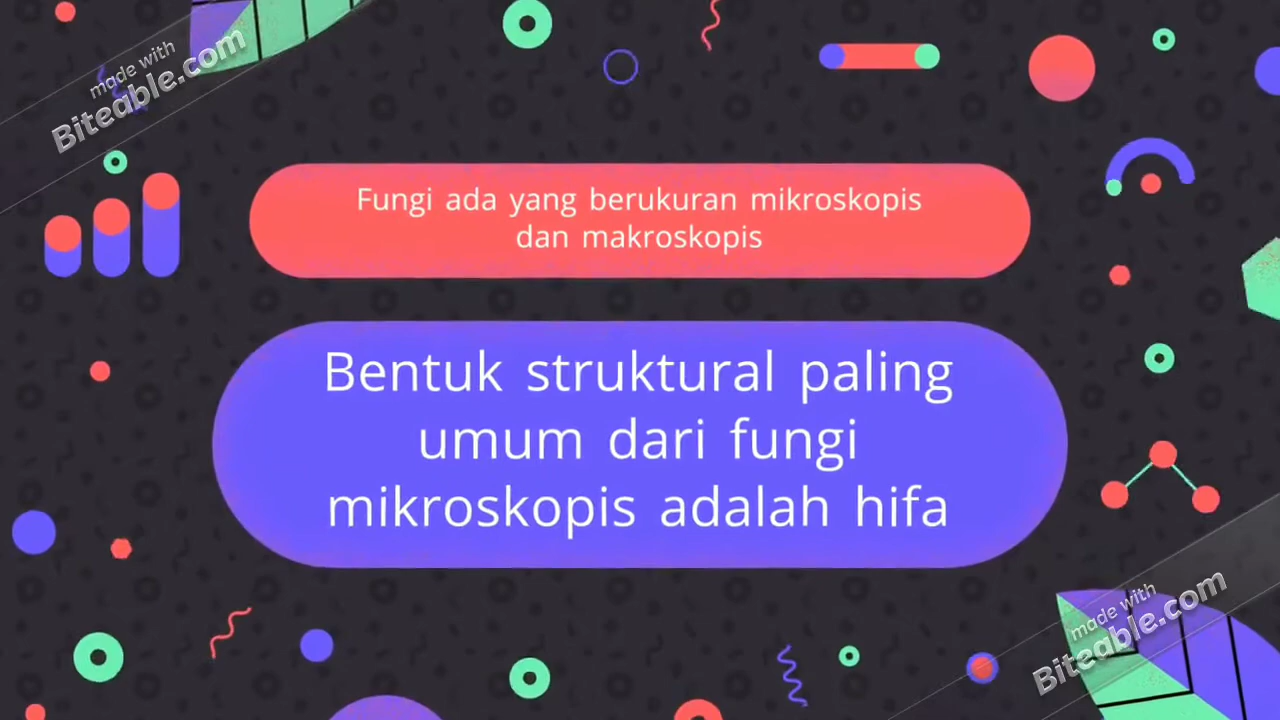 made with
Biteable.com
Fungi ada yang berukuran mikroskopis
dan makroskopis
Bentuk struktural paling
umum dari fungi
mikroskopis adalah hifa
made with
Biteable.com